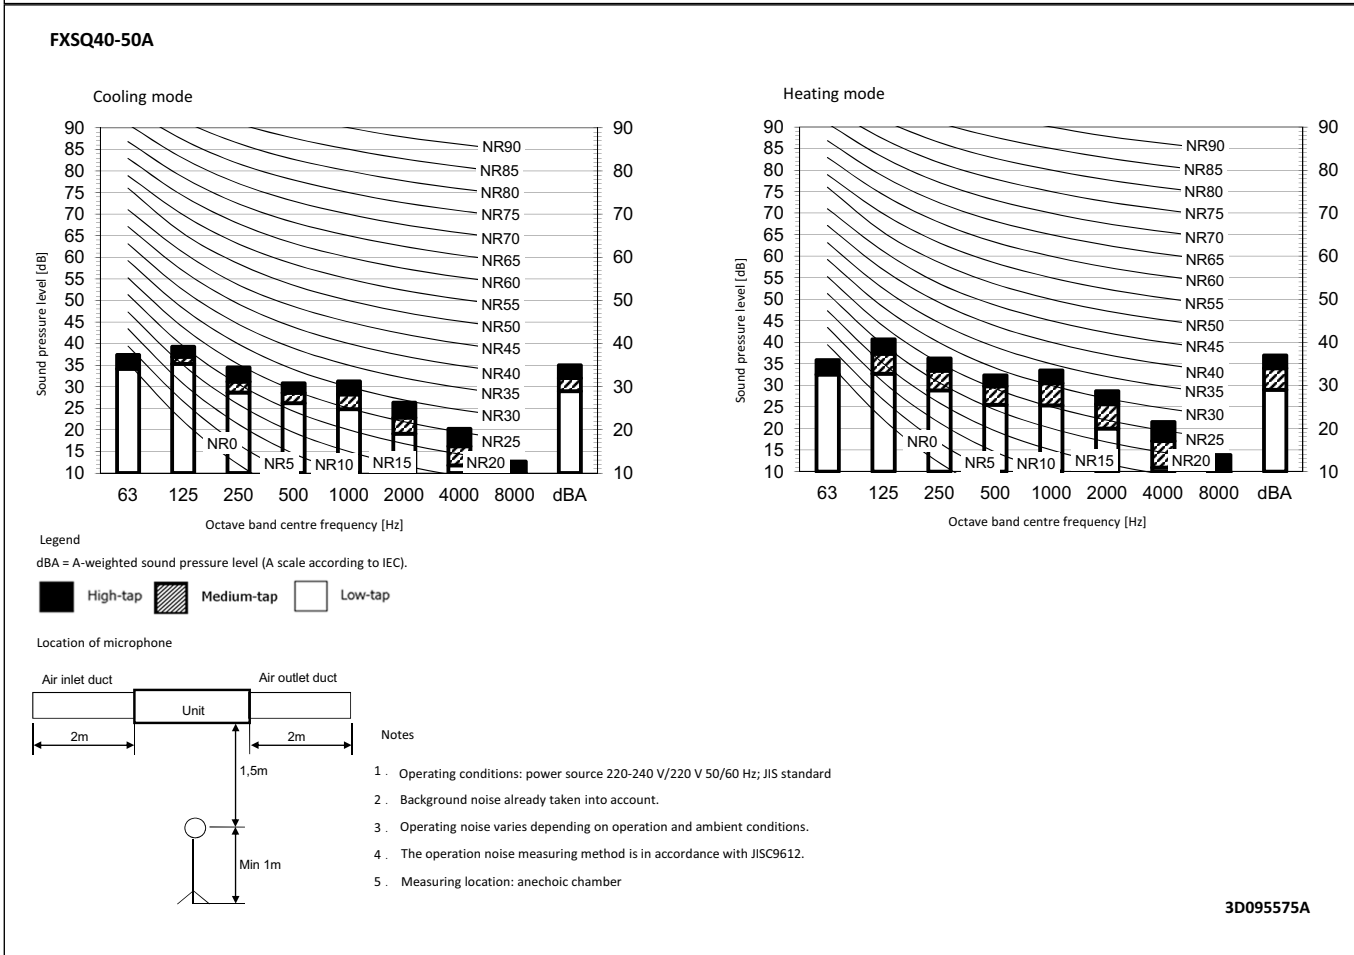 FXSQ40-50A
Cooling mode
90 90
85
80 80
75
70 70
65
60 60
55
50 50
45
40 40
35
30 30
25
20 20
15
10 10
Sound pressure level [dB]
NR90
NR85
NR80
NR75
NR70
NR65
NR60
NR55
NR50
NR45
NR40
NR35
NR30
NR25
NR0 NR5 NR10 NR15 NR20
63 125 250 500 1000 2000 4000 8000 dBA
Octave band centre frequency [Hz]
Heating mode
90 90
85
80 80
75
70 70
65
60 60
55
50 50
45
40 40
35
30 30
25
20 20
15
10 10
Sound pressure level [dB]
NR90
NR85
NR80
NR75
NR70
NR65
NR60
NR55
NR50
NR45
NR40
NR35
NR30
NR25
NR0 NR5 NR10 NR15 NR20
63 125 250 500 1000 2000 4000 8000 dBA
Octave band centre frequency [Hz]
Legend
dBA = A-weighted sound pressure level (A scale according to IEC).
High-tap Medium-tap Low-tap
Location of microphone
Air inlet duct Air outlet duct
Unit
2m 2m
1,5m
Min 1m
Notes
1 . Operating conditions: power source 220-240 V/220 V 50/60 Hz; JIS standard
2 . Background noise already taken into account.
3 . Operating noise varies depending on operation and ambient conditions.
4 . The operation noise measuring method is in accordance with JISC9612.
5 . Measuring location: anechoic chamber
3D095575A